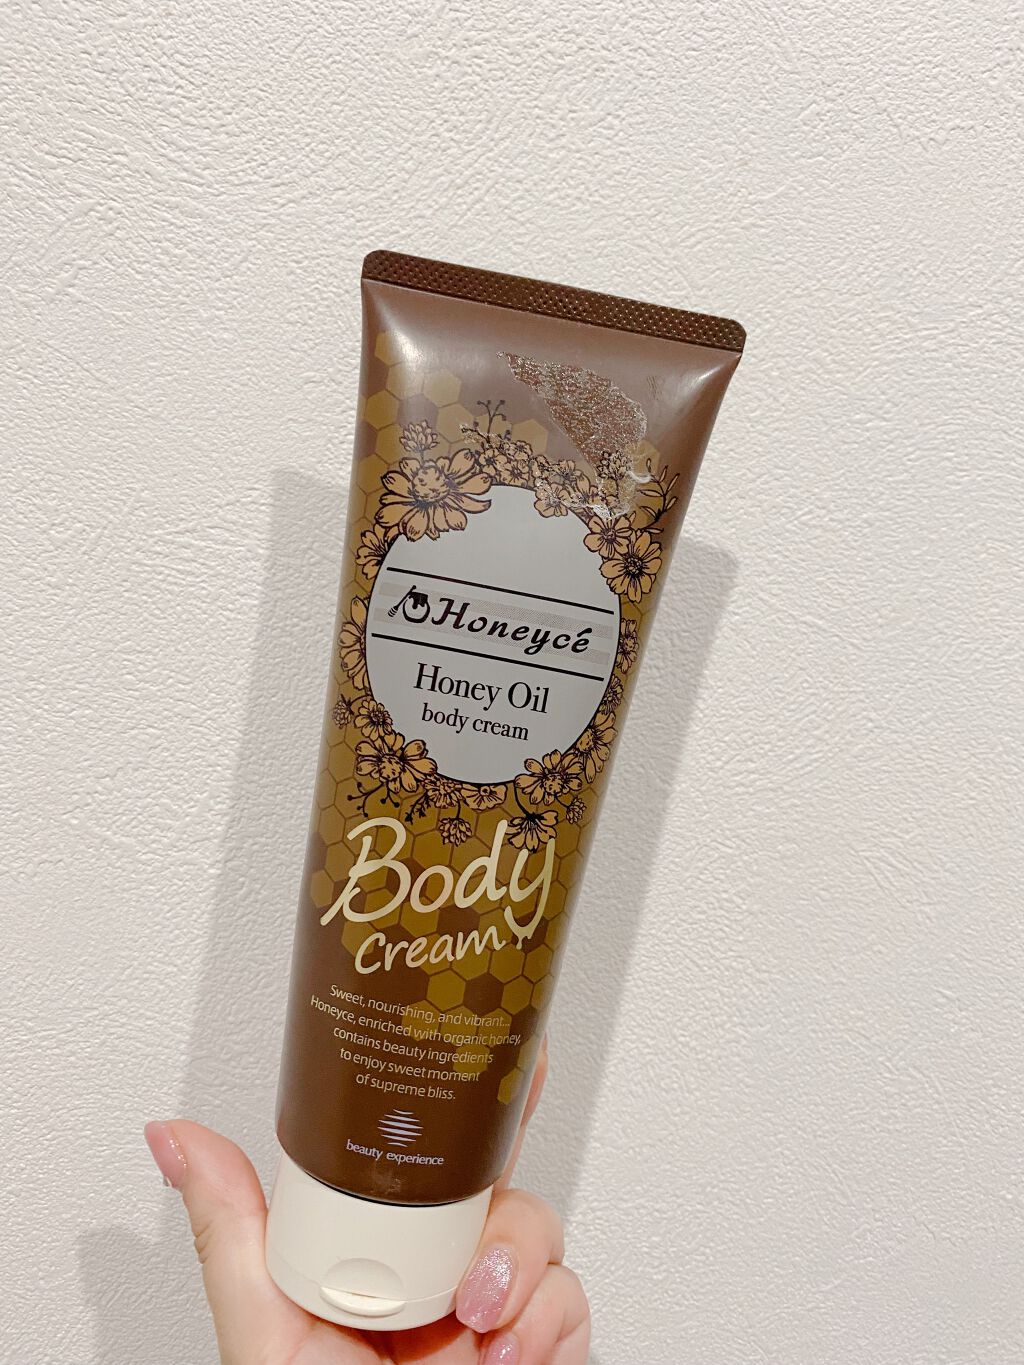 Honeycé
Honey Oil
body cream
Body
Cream
Sweet, nourishing, and vibrant...
Honeyce, enriched with organic honey,
contains beauty ingredients
to enjoy sweet moment
of supreme bliss.
beauty experience